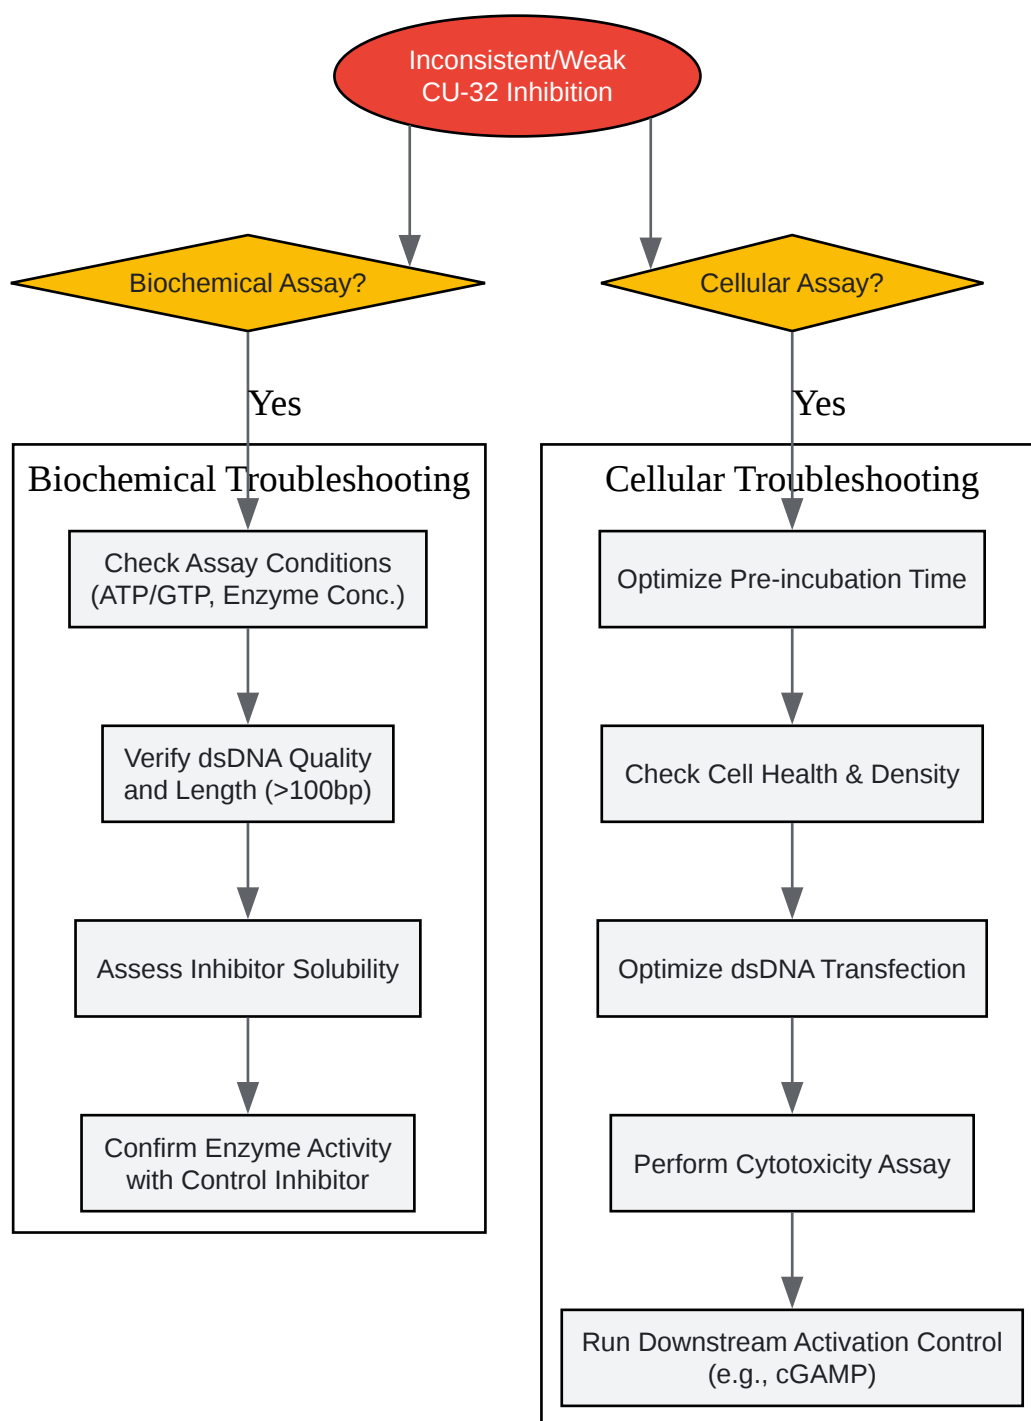 Inconsistent/Weak
CU-32 Inhibition
Biochemical Assay?
Cellular Assay?
Yes
Yes
Biochemical Troubleshooting
Check Assay Conditions
(ATP/GTP, Enzyme Conc.)
Verify dsDNA Quality
and Length (>100bp)
Assess Inhibitor Solubility
Confirm Enzyme Activity
with Control Inhibitor
Cellular Troubleshooting
Optimize Pre-incubation Time
Check Cell Health & Density
Optimize dsDNA Transfection
Perform Cytotoxicity Assay
Run Downstream Activation Control
(e.g., cGAMP)